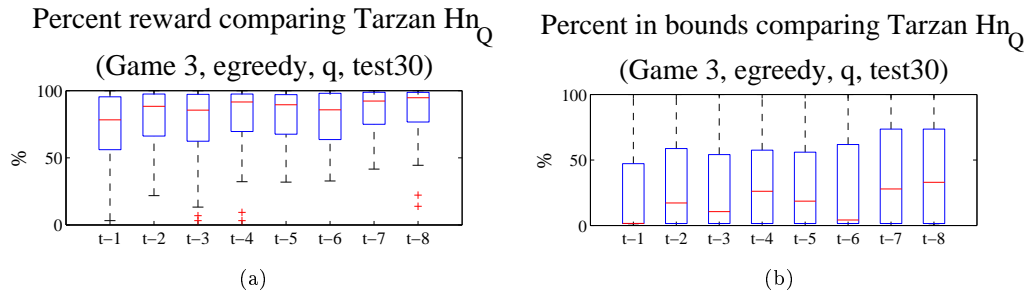 Percent reward comparing Tarzan Hn_Q
(Game 3, egreedy, q, test30)
100
50
0
%
t−1 t−2 t−3 t−4 t−5 t−6 t−7 t−8
(a)
Percent in bounds comparing Tarzan Hn_Q
(Game 3, egreedy, q, test30)
100
50
0
%
t−1 t−2 t−3 t−4 t−5 t−6 t−7 t−8
(b)